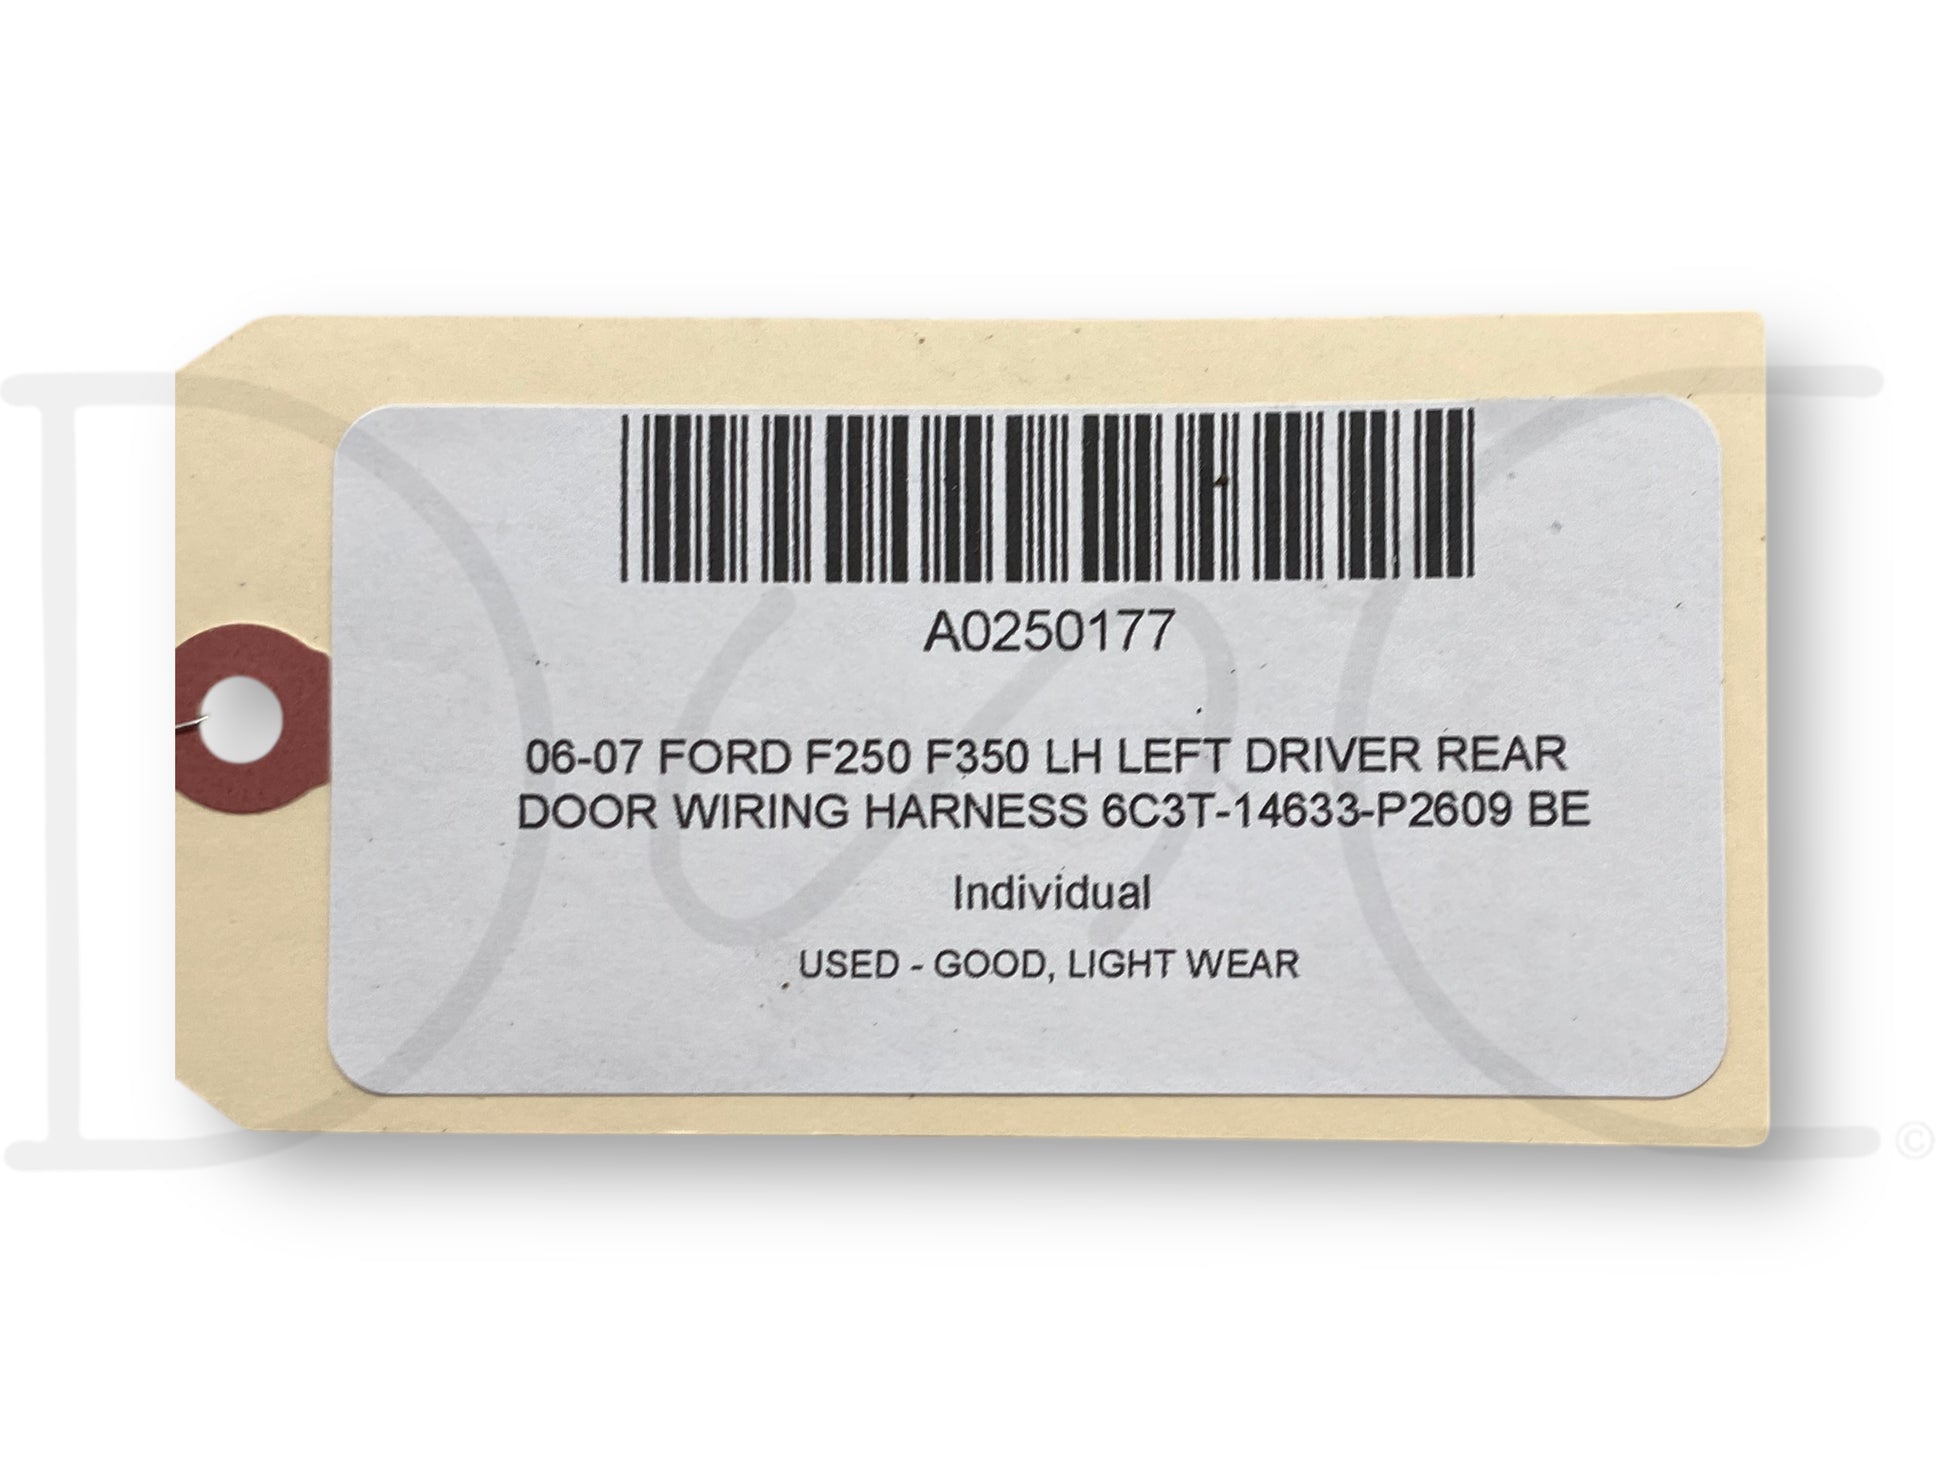 A0250177
06-07 FORD F250 F350 LH LEFT DRIVER REAR
DOOR WIRING HARNESS 6C3T-14633-P2609 BE
Individual
USED - GOOD, LIGHT WEAR
©